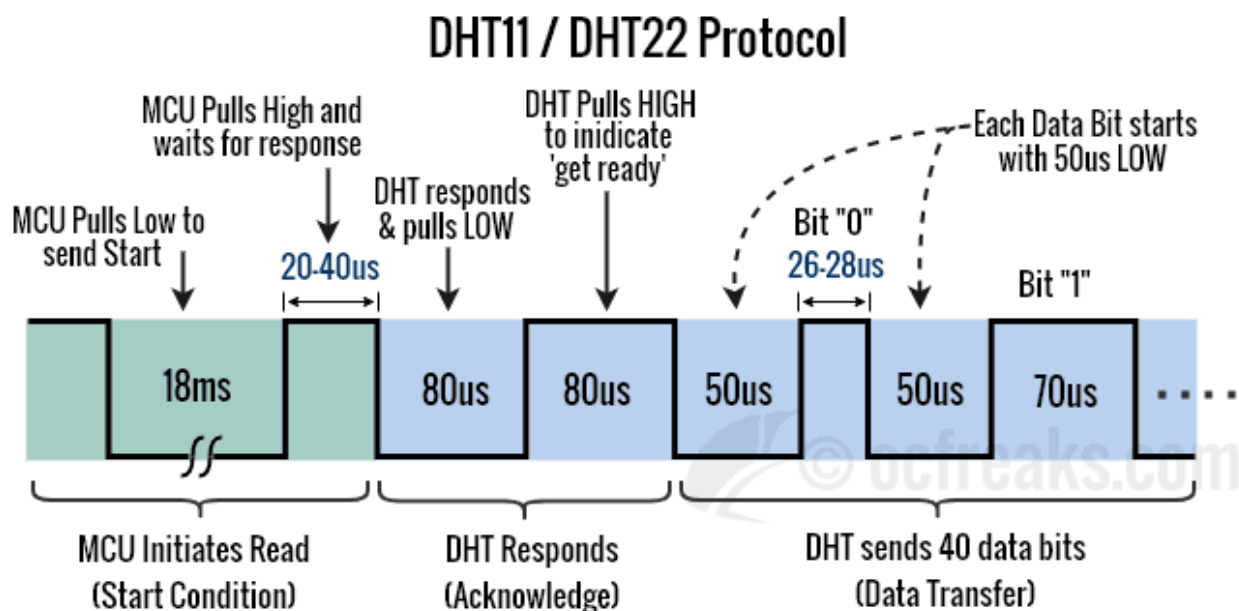 DHT11 / DHT22 Protocol
MCU Pulls High and
waits for response
DHT Pulls HIGH
to inidicate
'get ready'
Each Data Bit starts
with 50us LOW
MCU Pulls Low to
send Start
DHT responds
& pulls LOW
20-40us
Bit "0"
26-28us
Bit "1"
18ms
80us
80us
50us
50us
70us
© ocfreaks.com
MCU Initiates Read
(Start Condition)
DHT Responds
(Acknowledge)
DHT sends 40 data bits
(Data Transfer)